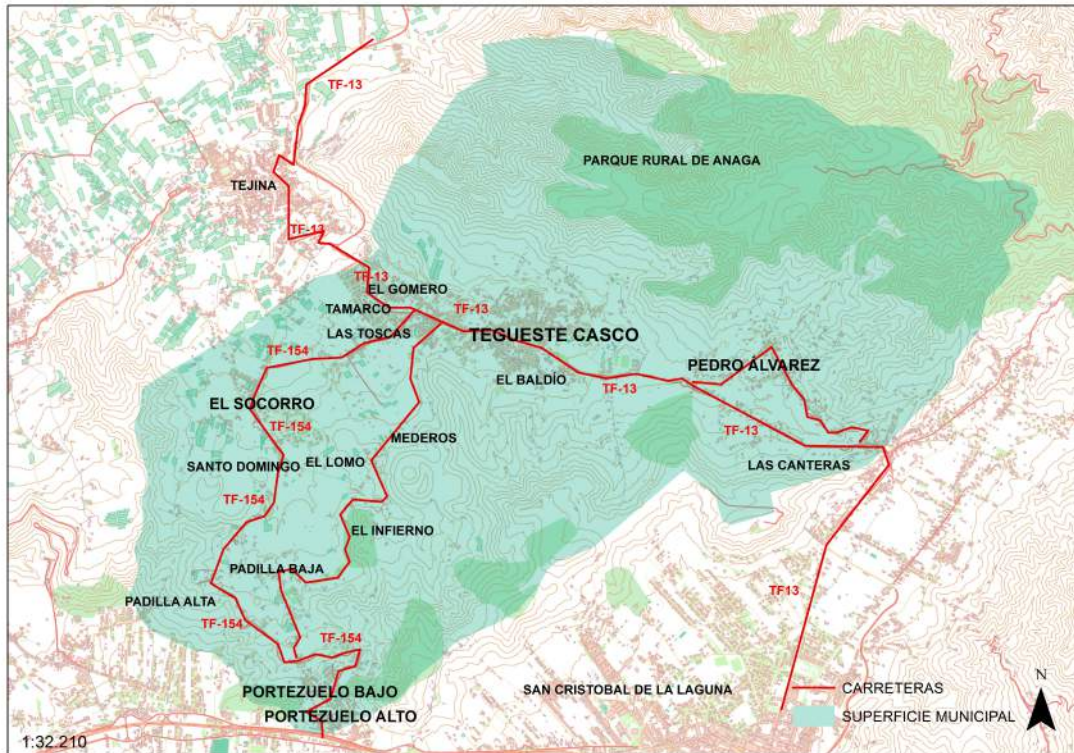 TF-13
PARQUE RURAL DE ANAGA
TEJINA
TF-13
TF-13
EL GOMERO
TAMARCO
TF-13
LAS TOSCAS
TEGUESTE CASCO
TF-154
PEDRO ÁLVAREZ
EL BALDÍO
TF-13
EL SOCORRO
TF-154
TF-13
MEDEROS
SANTO DOMINGO
EL LOMO
LAS CANTERAS
TF-154
EL INFIERNO
PADILLA BAJA
TF13
PADILLA ALTA
TF-154
TF-154
PORTEZUELO BAJO
SAN CRISTOBAL DE LA LAGUNA
PORTEZUELO ALTO
N
CARRETERAS
SUPERFICIE MUNICIPAL
1:32.210